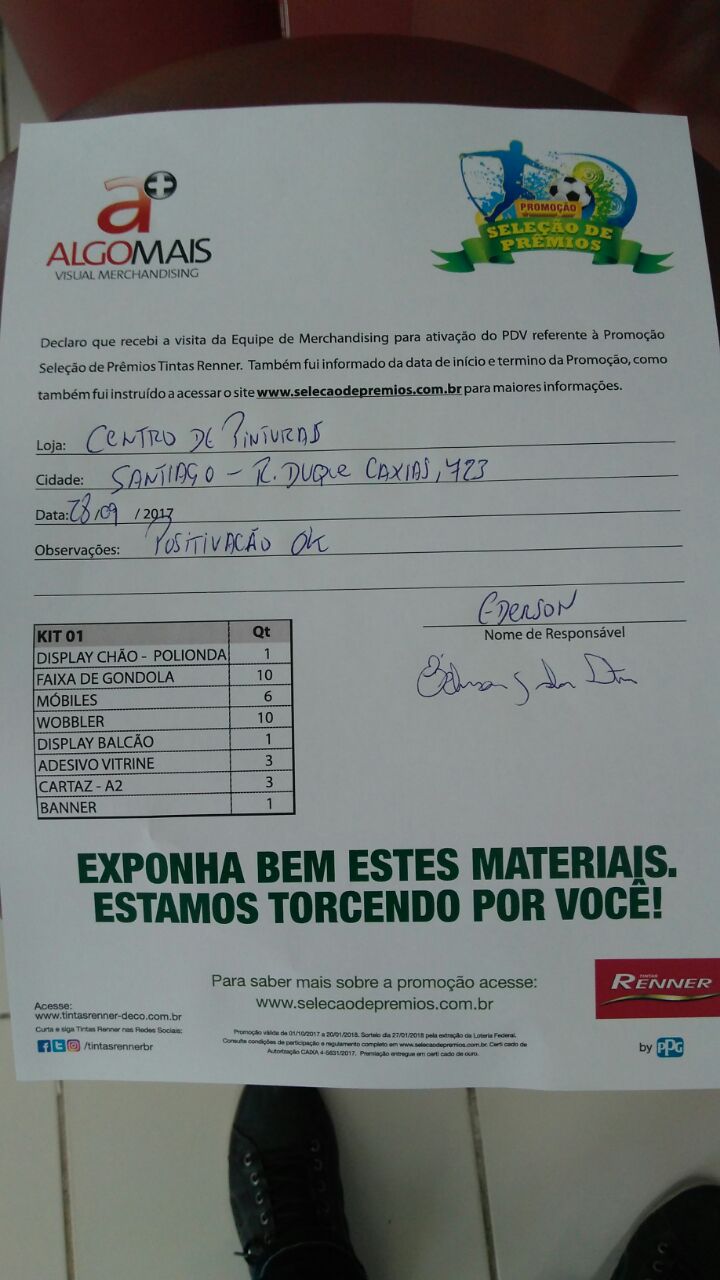 a+
ALGOMAIS
VISUAL MERCHANDISING
PROMOÇÃO
SELEÇÃO DE
PRÊMIOS
Declaro que recebi a visita da Equipe de Merchandising para ativação do PDV referente à Promoção
Seleção de Prêmios Tintas Renner. Também fui informado da data de início e termino da Promoção, como
também fui instruído a acessar o site www.selecaodepremios.com.br para maiores informações.
Loja: CENTRO DE PINTURAS
Cidade: SANTIAGO - R. DUQUE CAXIAS, 723
Data: 28/09 /2017
Observações: POSITIVAÇÃO OK
EDERSON
Nome de Responsável
KIT 01 Qt
DISPLAY CHÃO - POLIONDA 1
FAIXA DE GONDOLA 10
MÓBILES 6
WOBBLER 10
DISPLAY BALCÃO 1
ADESIVO VITRINE 3
CARTAZ - A2 3
BANNER 1
EXPONHA BEM ESTES MATERIAIS.
ESTAMOS TORCENDO POR VOCÊ!
Para saber mais sobre a promoção acesse:
www.selecaodepremios.com.br
TINTAS
RENNER
by PPG
Acesse:
www.tintasrenner-deco.com.br
Curta e siga Tintas Renner nas Redes Sociais:
/tintasrennerbr
Promoção válida de 01/10/2017 a 20/01/2018. Sorteio dia 27/01/2018 pela extração da Loteria Federal.
Consulte condições de participação e regulamento completo em www.selecaodepremios.com.br. Certi cado de
Autorização CAIXA 4-5631/2017. Premiação entregue em certi cado de ouro.